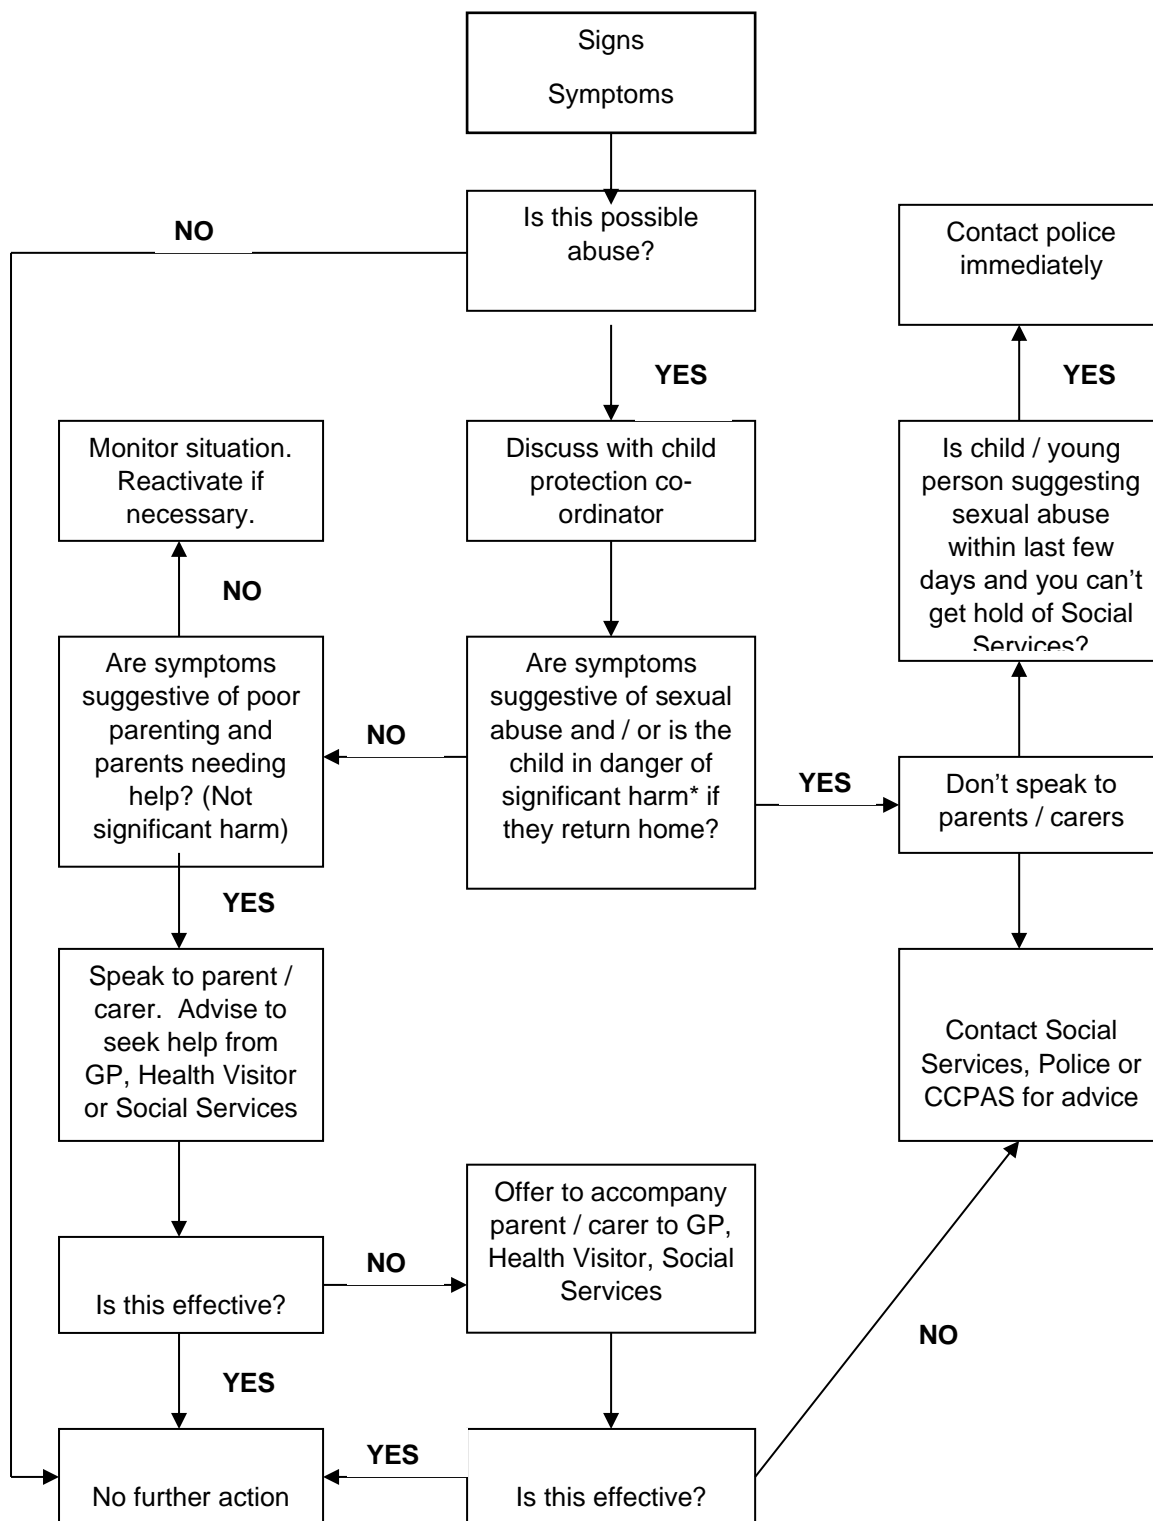 Signs
Symptoms
Is this possible
abuse?
NO
Contact police
immediately
YES
YES
Monitor situation.
Reactivate if
necessary.
Discuss with child
protection co-
ordinator
Is child / young
person suggesting
sexual abuse
within last few
days and you can’t
get hold of Social
Services?
NO
Are symptoms
suggestive of poor
parenting and
parents needing
help? (Not
significant harm)
NO
Are symptoms
suggestive of sexual
abuse and / or is the
child in danger of
significant harm* if
they return home?
YES
Don’t speak to
parents / carers
YES
Speak to parent /
carer.  Advise to
seek help from
GP, Health Visitor
or Social Services
Contact Social
Services, Police or
CCPAS for advice
Is this effective?
NO
Offer to accompany
parent / carer to GP,
Health Visitor, Social
Services
NO
YES
No further action
YES
Is this effective?